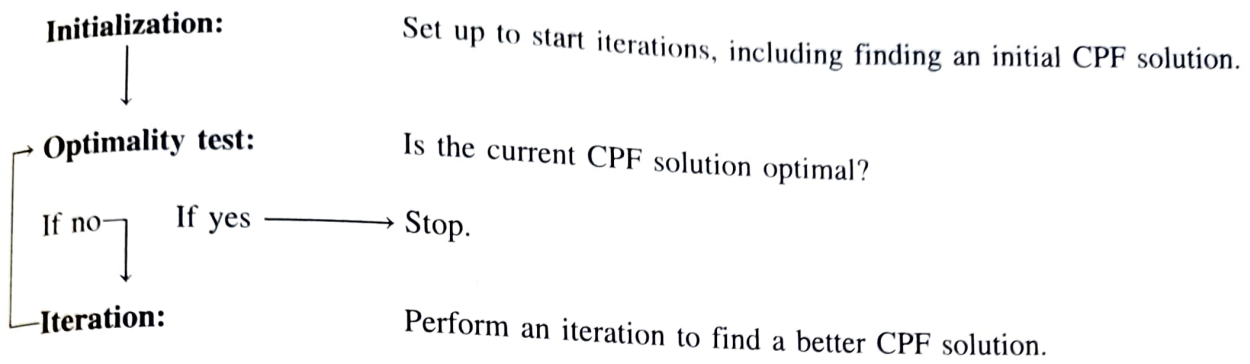 Initialization: Set up to start iterations, including finding an initial CPF solution.
Optimality test: Is the current CPF solution optimal?
If no If yes Stop.
Iteration: Perform an iteration to find a better CPF solution.